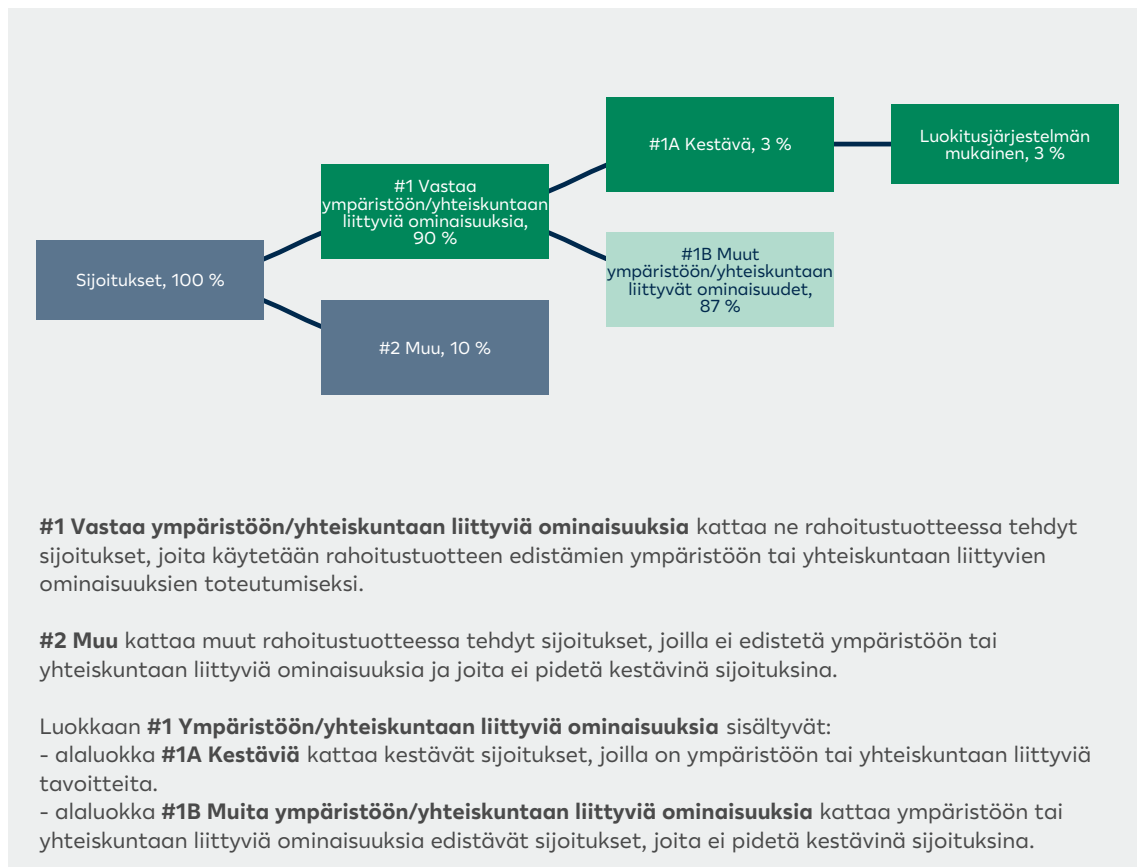 #1A Kestävä, 3 %
Luokitusjärjestelmän
mukainen, 3 %
#1 Vastaa
ympäristöön/yhteiskuntaan
liittyviä ominaisuuksia,
90 %
#1B Muut
ympäristöön/yhteiskuntaan
liittyvät ominaisuudet,
87 %
Sijoitukset, 100 %
#2 Muu, 10 %
#1 Vastaa ympäristöön/yhteiskuntaan liittyviä ominaisuuksia kattaa ne rahoitustuotteessa tehdyt
sijoitukset, joita käytetään rahoitustuotteen edistämien ympäristöön tai yhteiskuntaan liittyvien
ominaisuuksien toteutumiseksi.
#2 Muu kattaa muut rahoitustuotteessa tehdyt sijoitukset, joilla ei edistetä ympäristöön tai
yhteiskuntaan liittyviä ominaisuuksia ja joita ei pidetä kestävinä sijoituksina.
Luokkaan #1 Ympäristöön/yhteiskuntaan liittyviä ominaisuuksia sisältyvät:
- alaluokka #1A Kestäviä kattaa kestävät sijoitukset, joilla on ympäristöön tai yhteiskuntaan liittyviä
tavoitteita.
- alaluokka #1B Muita ympäristöön/yhteiskuntaan liittyviä ominaisuuksia kattaa ympäristöön tai
yhteiskuntaan liittyviä ominaisuuksia edistävät sijoitukset, joita ei pidetä kestävinä sijoituksina.